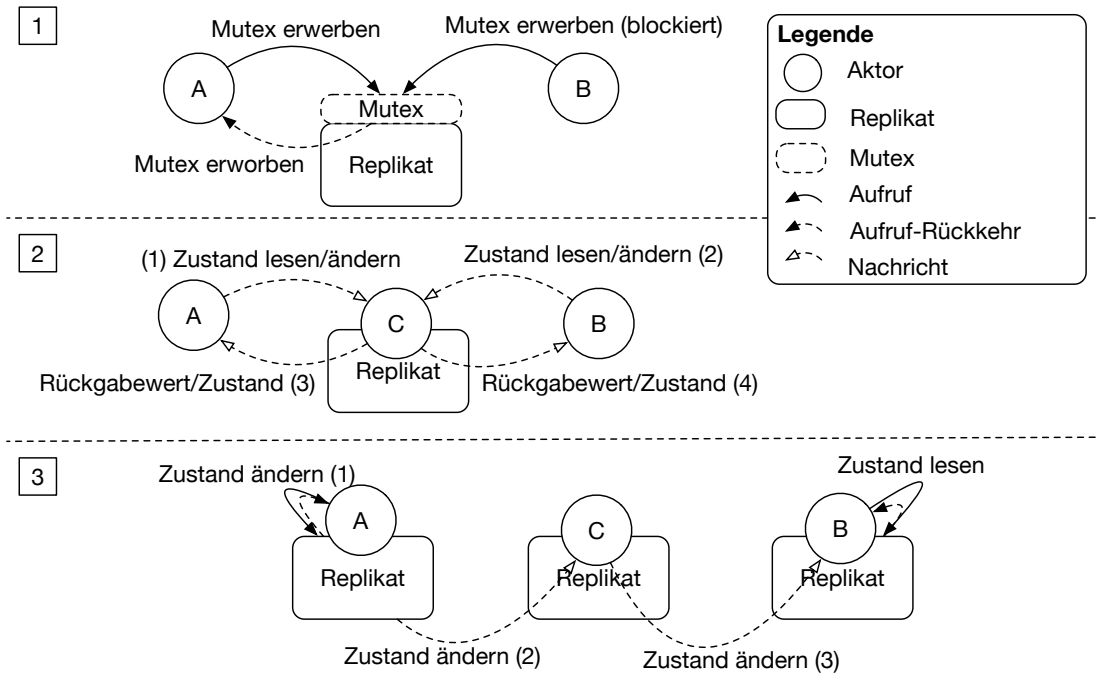 1
Mutex erwerben
Mutex erwerben (blockiert)
A
B
Mutex
Mutex erworben
Replikat
Legende
Aktor
Replikat
Mutex
Aufruf
Aufruf-Rückkehr
Nachricht
2
(1) Zustand lesen/ändern
Zustand lesen/ändern (2)
A
C
B
Replikat
Rückgabewert/Zustand (3)
Rückgabewert/Zustand (4)
3
Zustand ändern (1)
Zustand lesen
A
C
B
Replikat
Replikat
Replikat
Zustand ändern (2)
Zustand ändern (3)